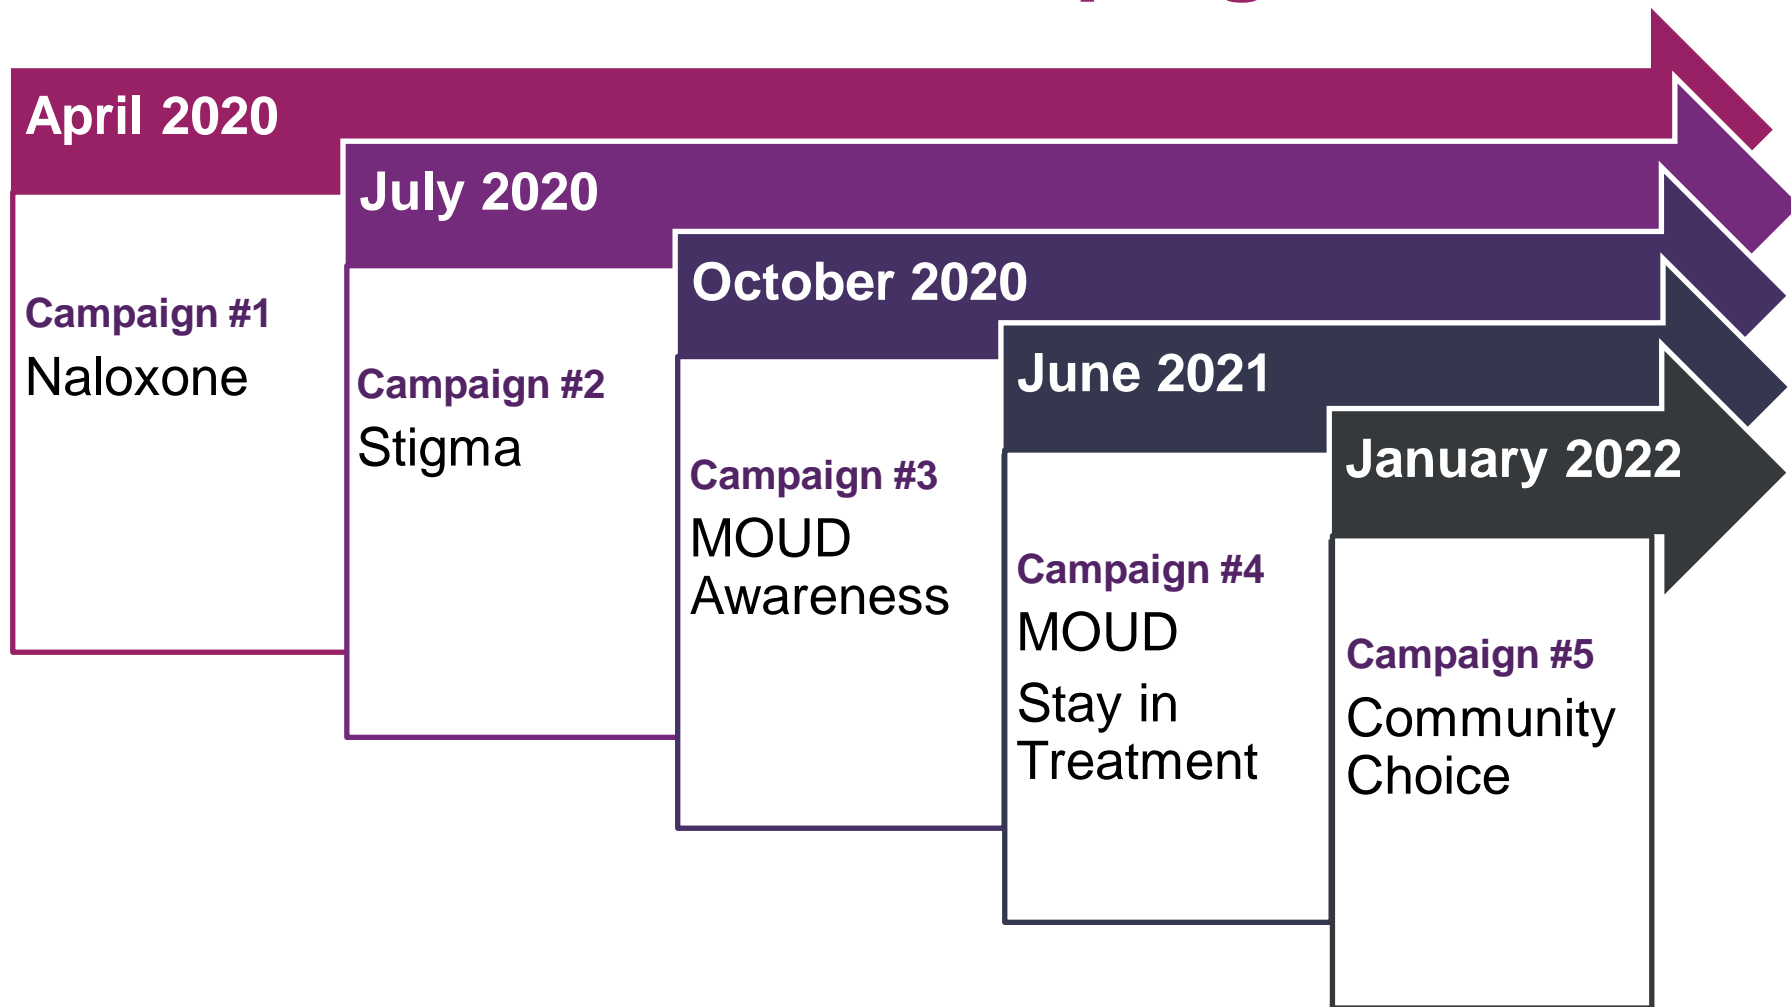 April 2020
Campaign #1
Naloxone
July 2020
Campaign #2
Stigma
October 2020
Campaign #3
MOUD
Awareness
June 2021
Campaign #4
MOUD
Stay in
Treatment
January 2022
Campaign #5
Community
Choice